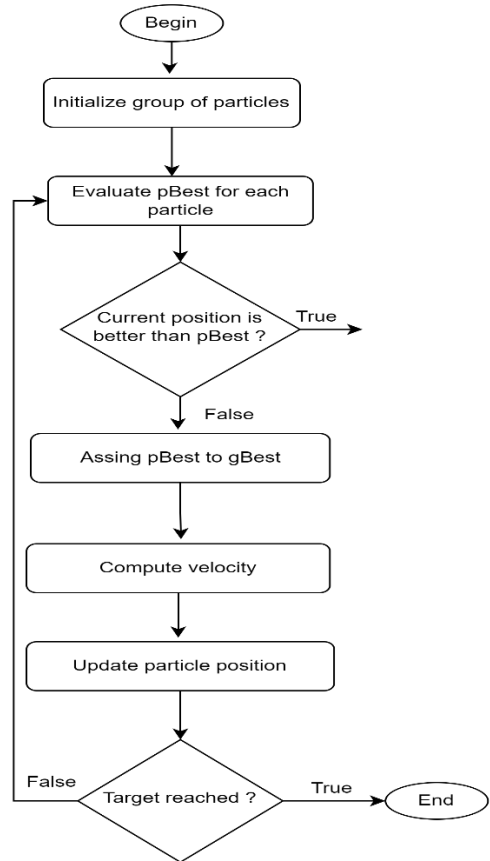 Begin
Initialize group of particles
Evaluate pBest for each
particle
Current position is
better than pBest ?
True
False
Assing pBest to gBest
Compute velocity
Update particle position
False
Target reached ?
True
End